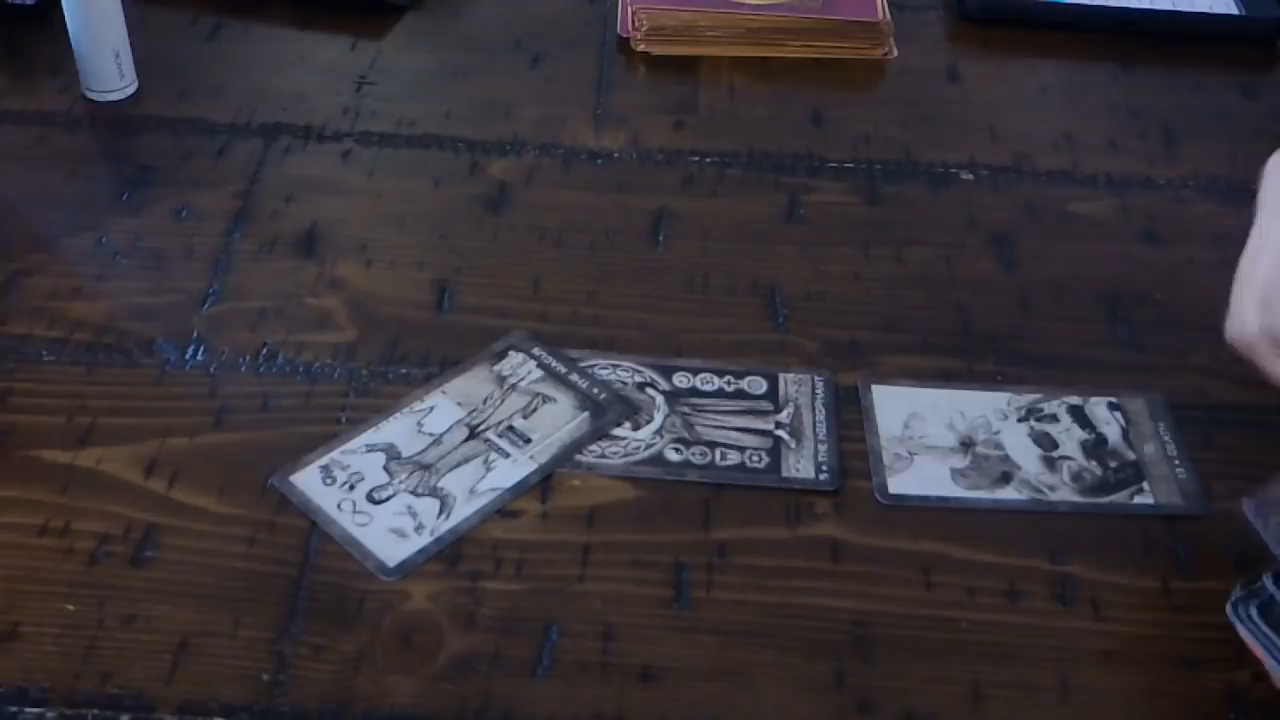 1 • THE MAGUS
5 • THE HIEROPHANT
13 • DEATH